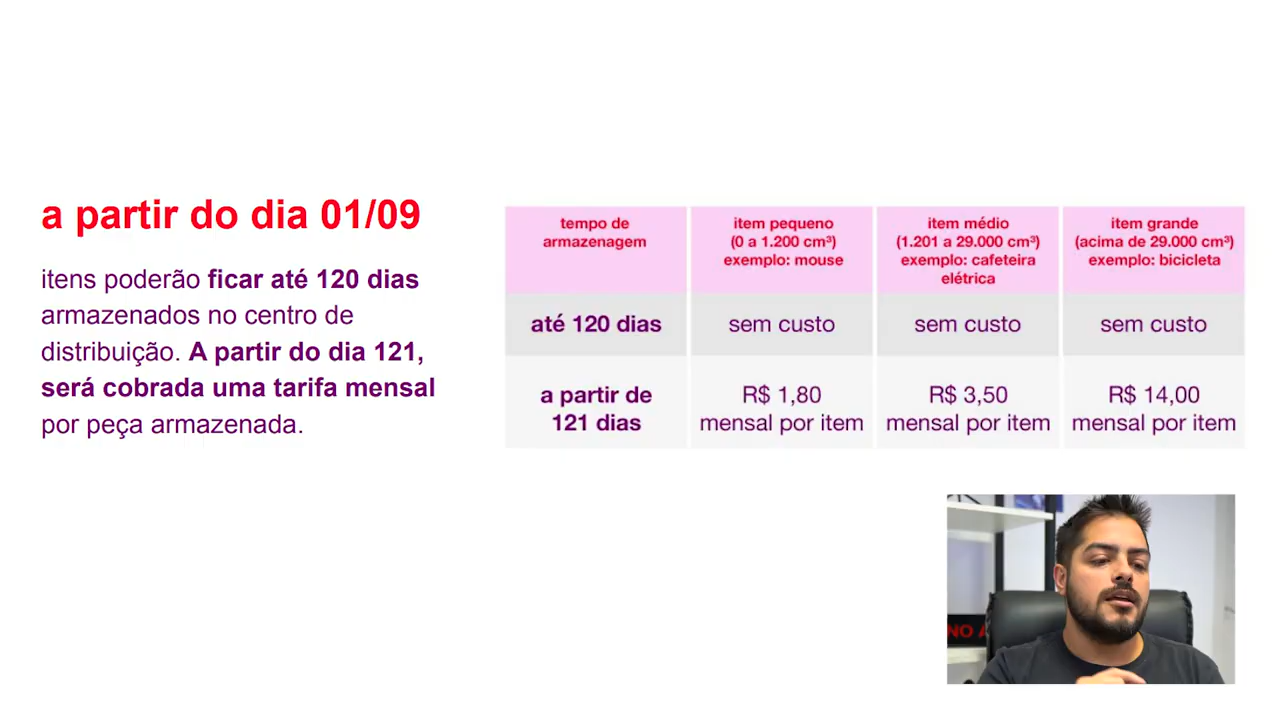 a partir do dia 01/09
itens poderão ficar até 120 dias
armazenados no centro de
distribuição. A partir do dia 121,
será cobrada uma tarifa mensal
por peça armazenada.
tempo de
armazenagem
item pequeno
(0 a 1.200 cm³)
exemplo: mouse
item médio
(1.201 a 29.000 cm³)
exemplo: cafeteira
elétrica
item grande
(acima de 29.000 cm³)
exemplo: bicicleta
até 120 dias
sem custo
sem custo
sem custo
a partir de
121 dias
R$ 1,80
mensal por item
R$ 3,50
mensal por item
R$ 14,00
mensal por item
NO A